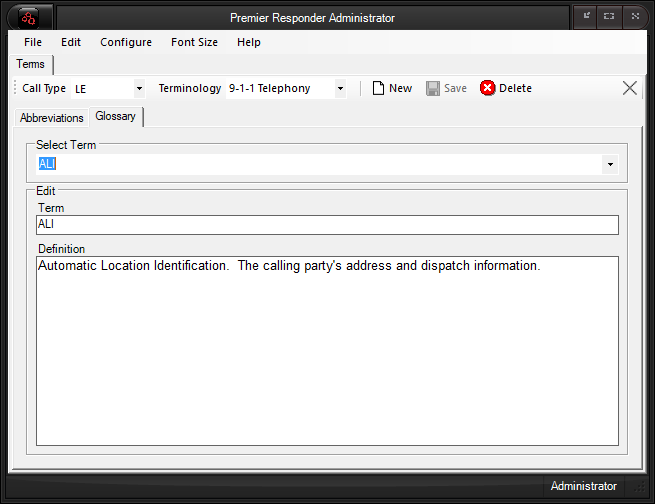 Premier Responder Administrator
File Edit Configure Font Size Help
Terms
Call Type LE Terminology 9-1-1 Telephony New Save Delete
Abbreviations Glossary
Select Term
ALI
Edit
Term
ALI
Definition
Automatic Location Identification.  The calling party's address and dispatch information.
Administrator